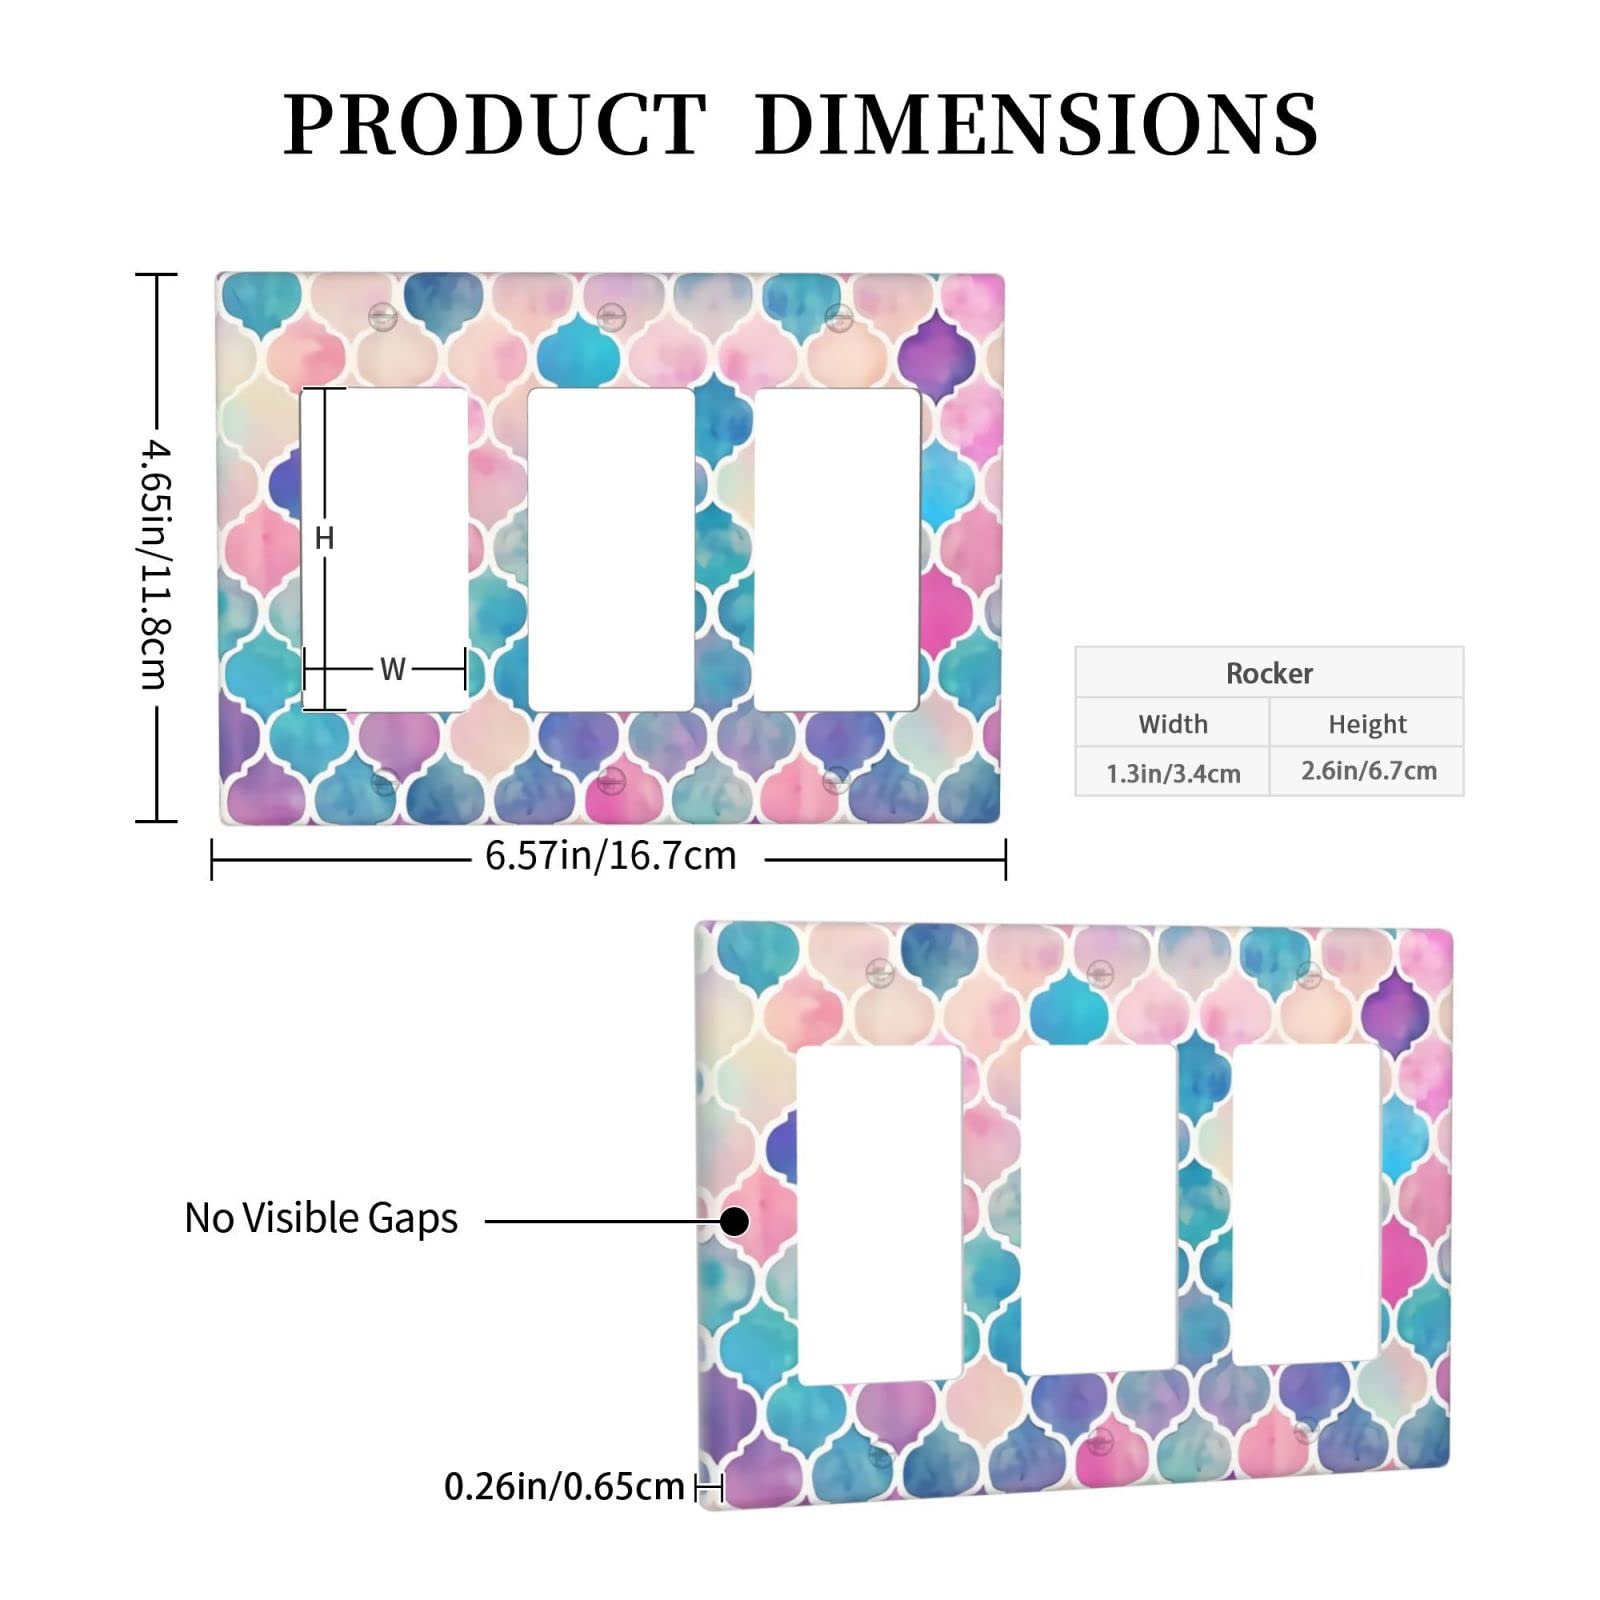 PRODUCT DIMENSIONS
4.65in/11.8cm
H
W
6.57in/16.7cm
Rocker
Width Height
1.3in/3.4cm 2.6in/6.7cm
No Visible Gaps
0.26in/0.65cm